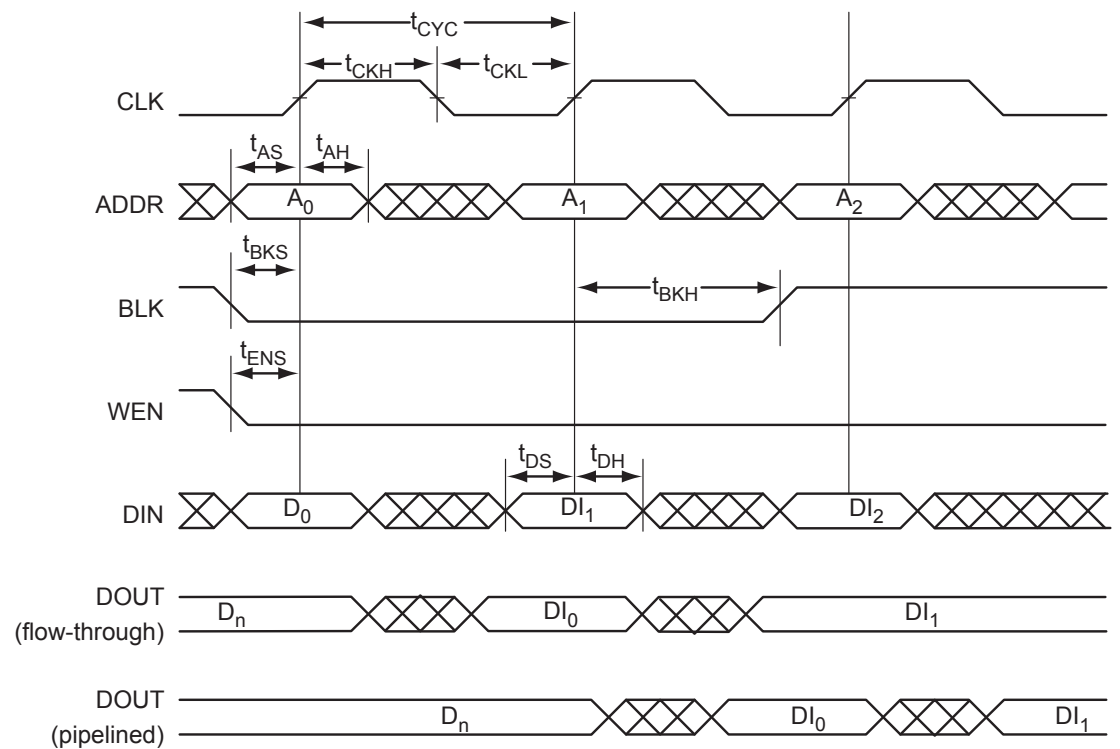 tCYC
tCKH tCKL
CLK
tAS tAH
ADDR A0 A1 A2
tBKS
BLK tBKH
tENS
WEN
tDS tDH
DIN D0 DI1 DI2
DOUT
(flow-through) Dn DI0 DI1
DOUT
(pipelined) Dn DI0 DI1